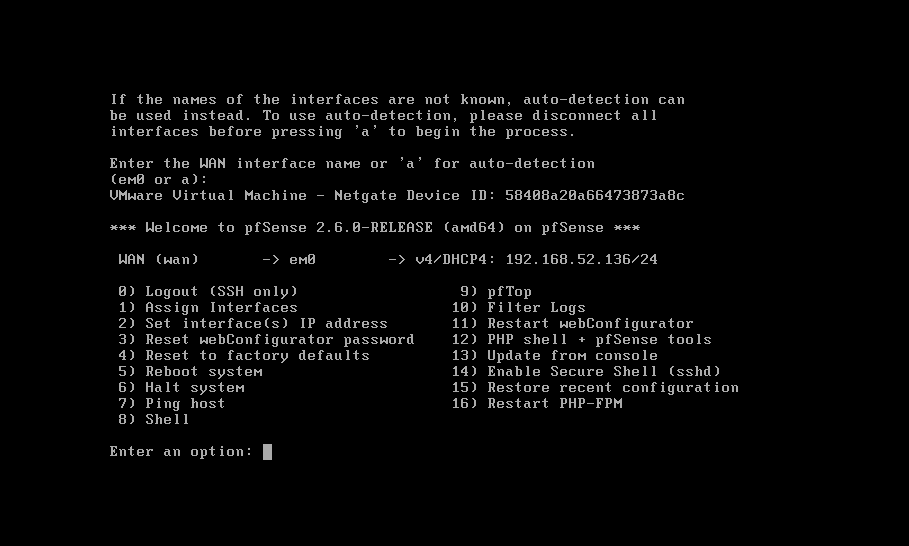 If the names of the interfaces are not known, auto-detection can
be used instead. To use auto-detection, please disconnect all
interfaces before pressing 'a' to begin the process.
Enter the WAN interface name or 'a' for auto-detection
(em0 or a):
VMware Virtual Machine - Netgate Device ID: 58408a20a66473873a8c
*** Welcome to pfSense 2.6.0-RELEASE (amd64) on pfSense ***
WAN (wan)       -> em0        -> v4/DHCP4: 192.168.52.136/24
0) Logout (SSH only)                  9) pfTop
1) Assign Interfaces                 10) Filter Logs
2) Set interface(s) IP address       11) Restart webConfigurator
3) Reset webConfigurator password    12) PHP shell + pfSense tools
4) Reset to factory defaults         13) Update from console
5) Reboot system                     14) Enable Secure Shell (sshd)
6) Halt system                       15) Restore recent configuration
7) Ping host                         16) Restart PHP-FPM
8) Shell
Enter an option: